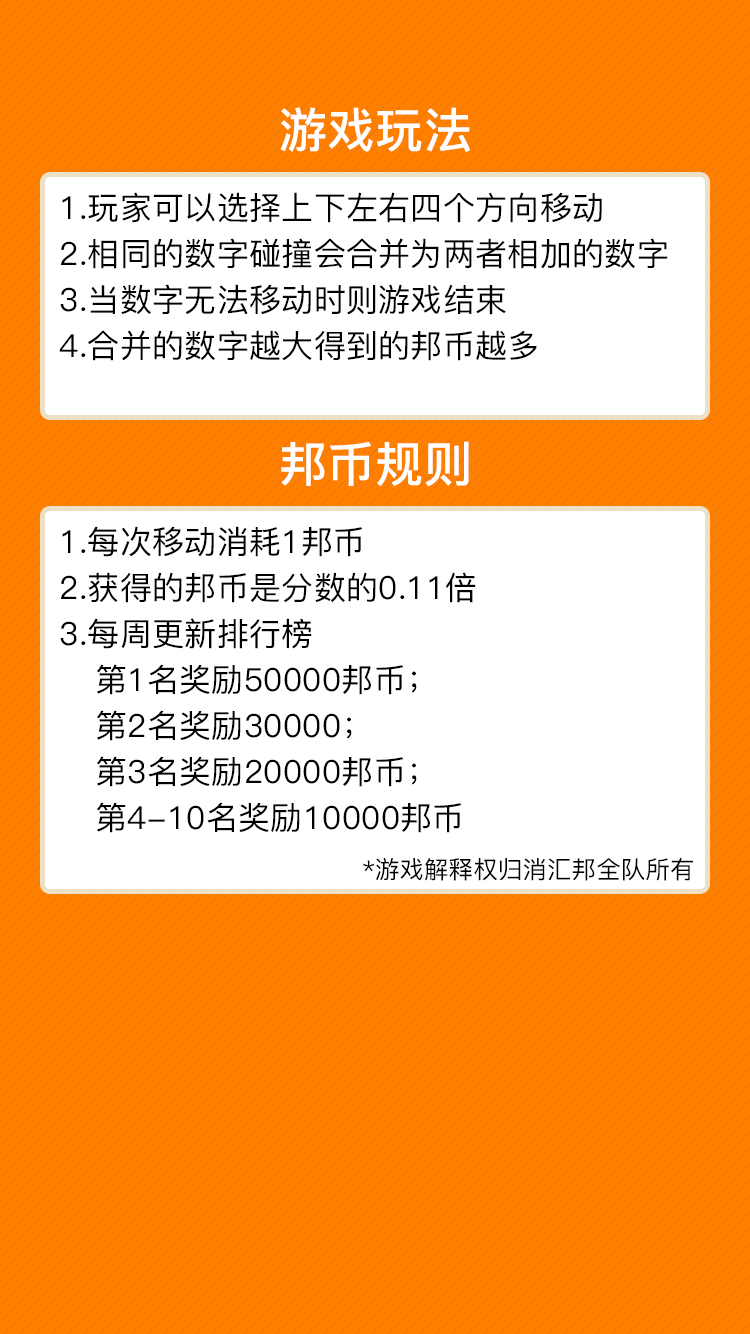 游戏玩法
1.玩家可以选择上下左右四个方向移动
2.相同的数字碰撞会合并为两者相加的数字
3.当数字无法移动时则游戏结束
4.合并的数字越大得到的邦币越多
邦币规则
1.每次移动消耗1邦币
2.获得的邦币是分数的0.11倍
3.每周更新排行榜
第1名奖励50000邦币；
第2名奖励30000；
第3名奖励20000邦币；
第4-10名奖励10000邦币
*游戏解释权归消汇邦全队所有